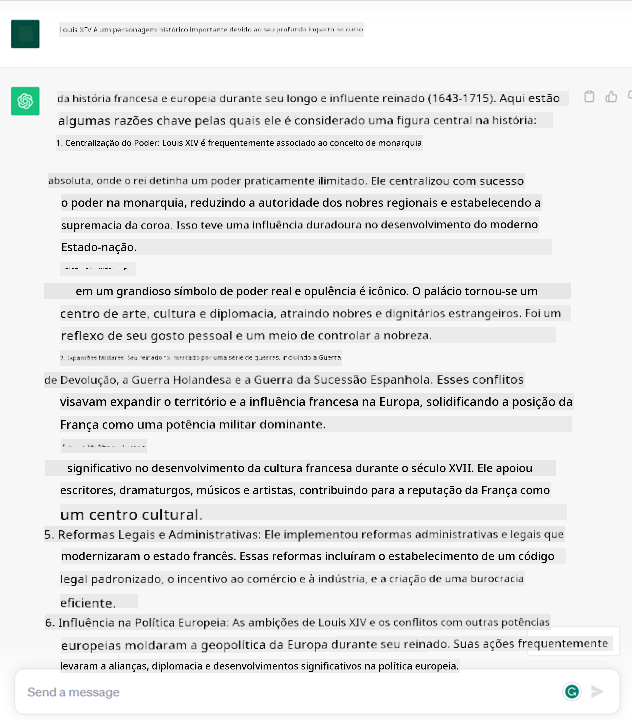 Louis XIV é um personagem histórico importante devido ao seu profundo impacto no curso
da história francesa e europeia durante seu longo e influente reinado (1643-1715). Aqui estão
algumas razões chave pelas quais ele é considerado uma figura central na história:
1. Centralização do Poder: Louis XIV é frequentemente associado ao conceito de monarquia
absoluta, onde o rei detinha um poder praticamente ilimitado. Ele centralizou com sucesso
o poder na monarquia, reduzindo a autoridade dos nobres regionais e estabelecendo a
supremacia da coroa. Isso teve uma influência duradoura no desenvolvimento do moderno
Estado-nação.
em um grandioso símbolo de poder real e opulência é icônico. O palácio tornou-se um
centro de arte, cultura e diplomacia, atraindo nobres e dignitários estrangeiros. Foi um
reflexo de seu gosto pessoal e um meio de controlar a nobreza.
3. Expansões Militares: Seu reinado foi marcado por uma série de guerras, incluindo a Guerra
de Devolução, a Guerra Holandesa e a Guerra da Sucessão Espanhola. Esses conflitos
visavam expandir o território e a influência francesa na Europa, solidificando a posição da
França como uma potência militar dominante.
significativo no desenvolvimento da cultura francesa durante o século XVII. Ele apoiou
escritores, dramaturgos, músicos e artistas, contribuindo para a reputação da França como
um centro cultural.
5. Reformas Legais e Administrativas: Ele implementou reformas administrativas e legais que
modernizaram o estado francês. Essas reformas incluíram o estabelecimento de um código
legal padronizado, o incentivo ao comércio e à indústria, e a criação de uma burocracia
eficiente.
6. Influência na Política Europeia: As ambições de Louis XIV e os conflitos com outras potências
europeias moldaram a geopolítica da Europa durante seu reinado. Suas ações frequentemente
levaram a alianças, diplomacia e desenvolvimentos significativos na política europeia.
Send a message